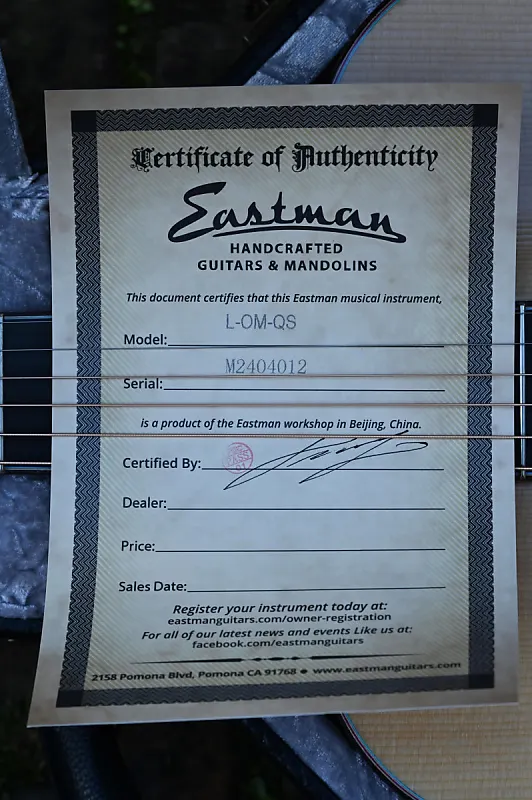 Certificate of Authenticity
Eastman
HANDCRAFTED
GUITARS & MANDOLINS
This document certifies that this Eastman musical instrument,
L-OM-QS
Model:
M2404012
Serial:
is a product of the Eastman workshop in Beijing, China.
Certified By:
Dealer:
Price:
Sales Date:
Register your instrument today at:
eastmanguitars.com/owner-registration
For all of our latest news and events Like us at:
facebook.com/eastmanguitars
2158 Pomona Blvd, Pomona CA 91768 ● www.eastmanguitars.com